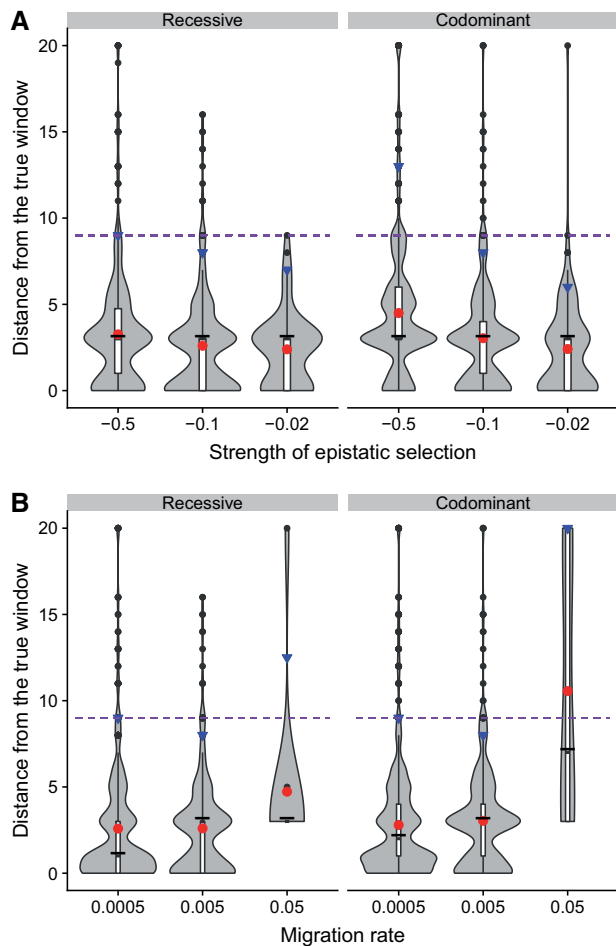 A
Recessive Codominant
20
15
10
5
0
Distance from the true window
−0.5 −0.1 −0.02 −0.5 −0.1 −0.02
Strength of epistatic selection
B
Recessive Codominant
20
15
10
5
0
Distance from the true window
0.0005 0.005 0.05 0.0005 0.005 0.05
Migration rate